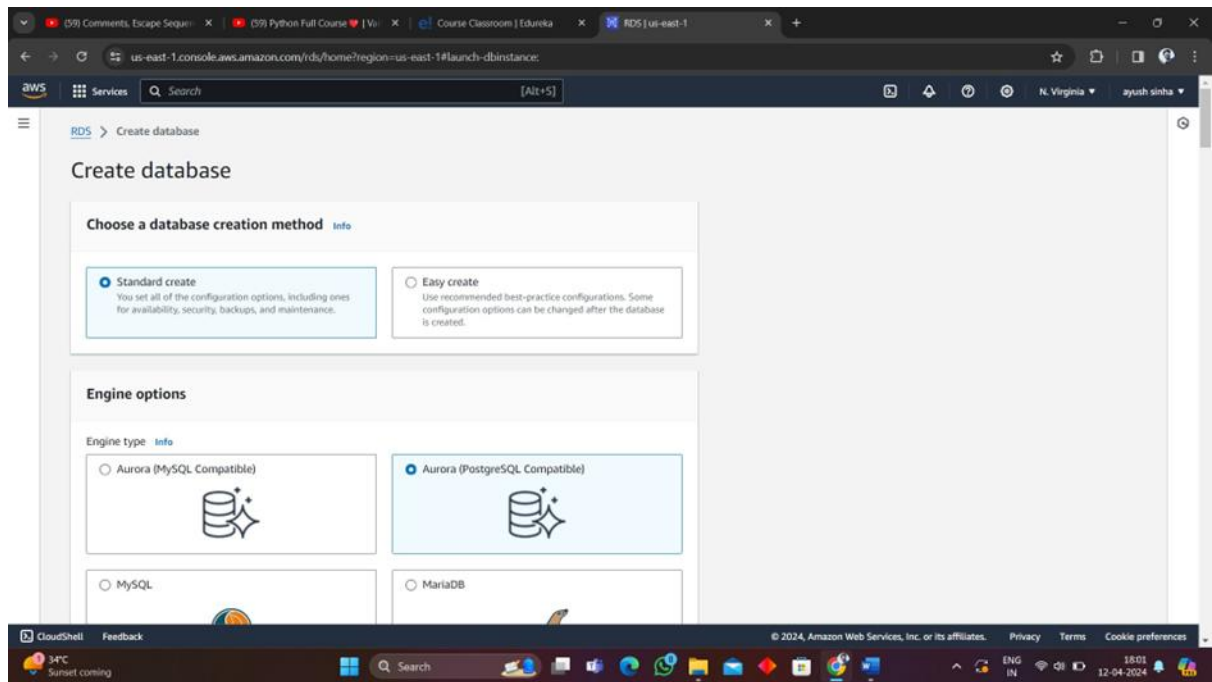 (59) Comments, Escape Sequen
(59) Python Full Course❤️ | Va
Course Classroom | Edureka
RDS | us-east-1
us-east-1.console.aws.amazon.com/rds/home?region=us-east-1#launch-dbinstance:
aws
Services
Search
[Alt+S]
N. Virginia
ayush sinha
RDS > Create database
Create database
Choose a database creation method Info
Standard create
You set all of the configuration options, including ones
for availability, security, backups, and maintenance.
Easy create
Use recommended best-practice configurations. Some
configuration options can be changed after the database
is created.
Engine options
Engine type Info
Aurora (MySQL Compatible)
Aurora (PostgreSQL Compatible)
MySQL
MariaDB
CloudShell Feedback
© 2024, Amazon Web Services, Inc. or its affiliates. Privacy Terms Cookie preferences
34°C
Sunset coming
Search
ENG
IN
18:01
12-04-2024